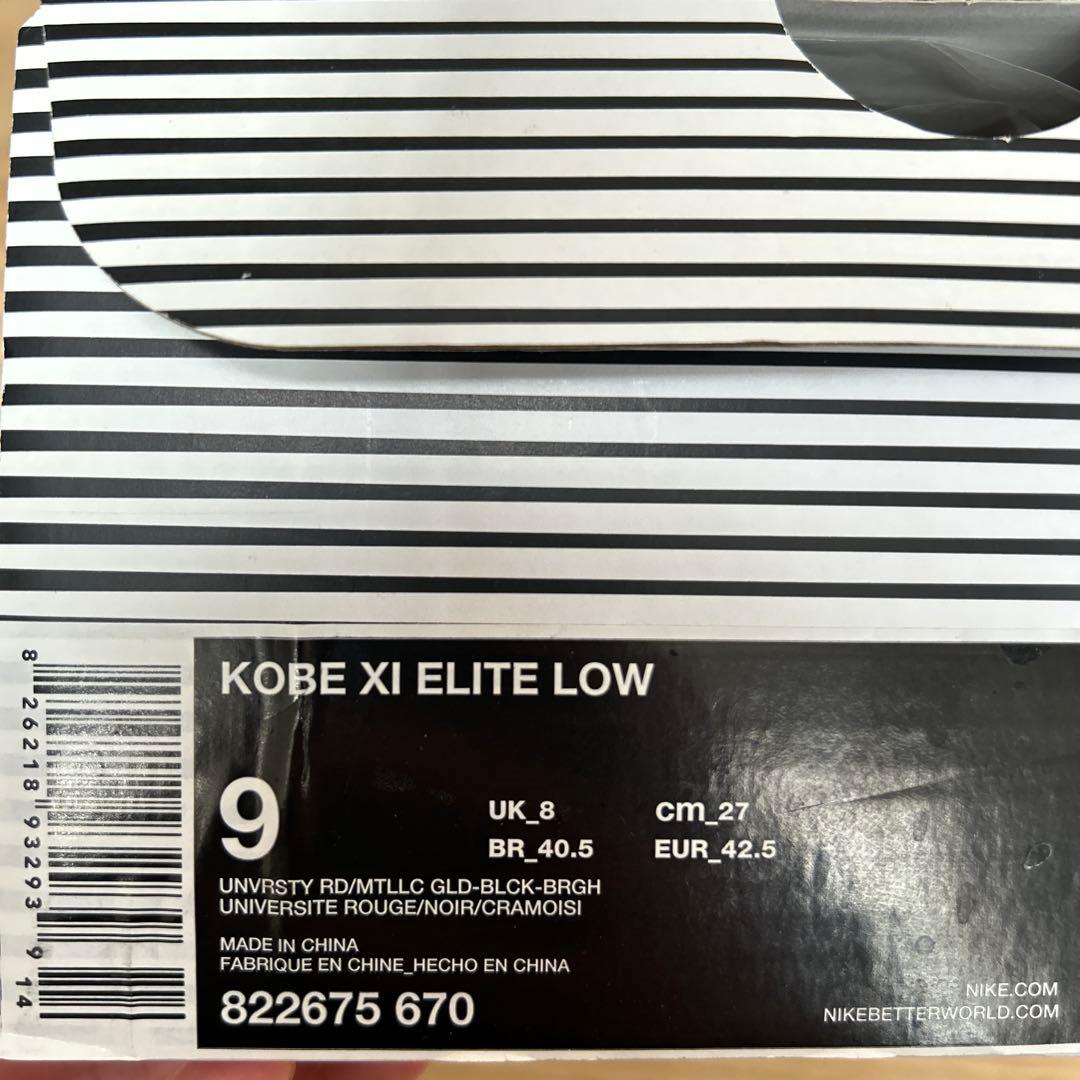 KOBE XI ELITE LOW
9
UK_8 cm_27
BR_40.5 EUR_42.5
UNVRSTY RD/MTLLC GLD-BLCK-BRGH
UNIVERSITE ROUGE/NOIR/CRAMOISI
MADE IN CHINA
FABRIQUE EN CHINE_HECHO EN CHINA
822675 670
NIKE.COM
NIKEBETTERWORLD.COM
8 26218 93293 9 14